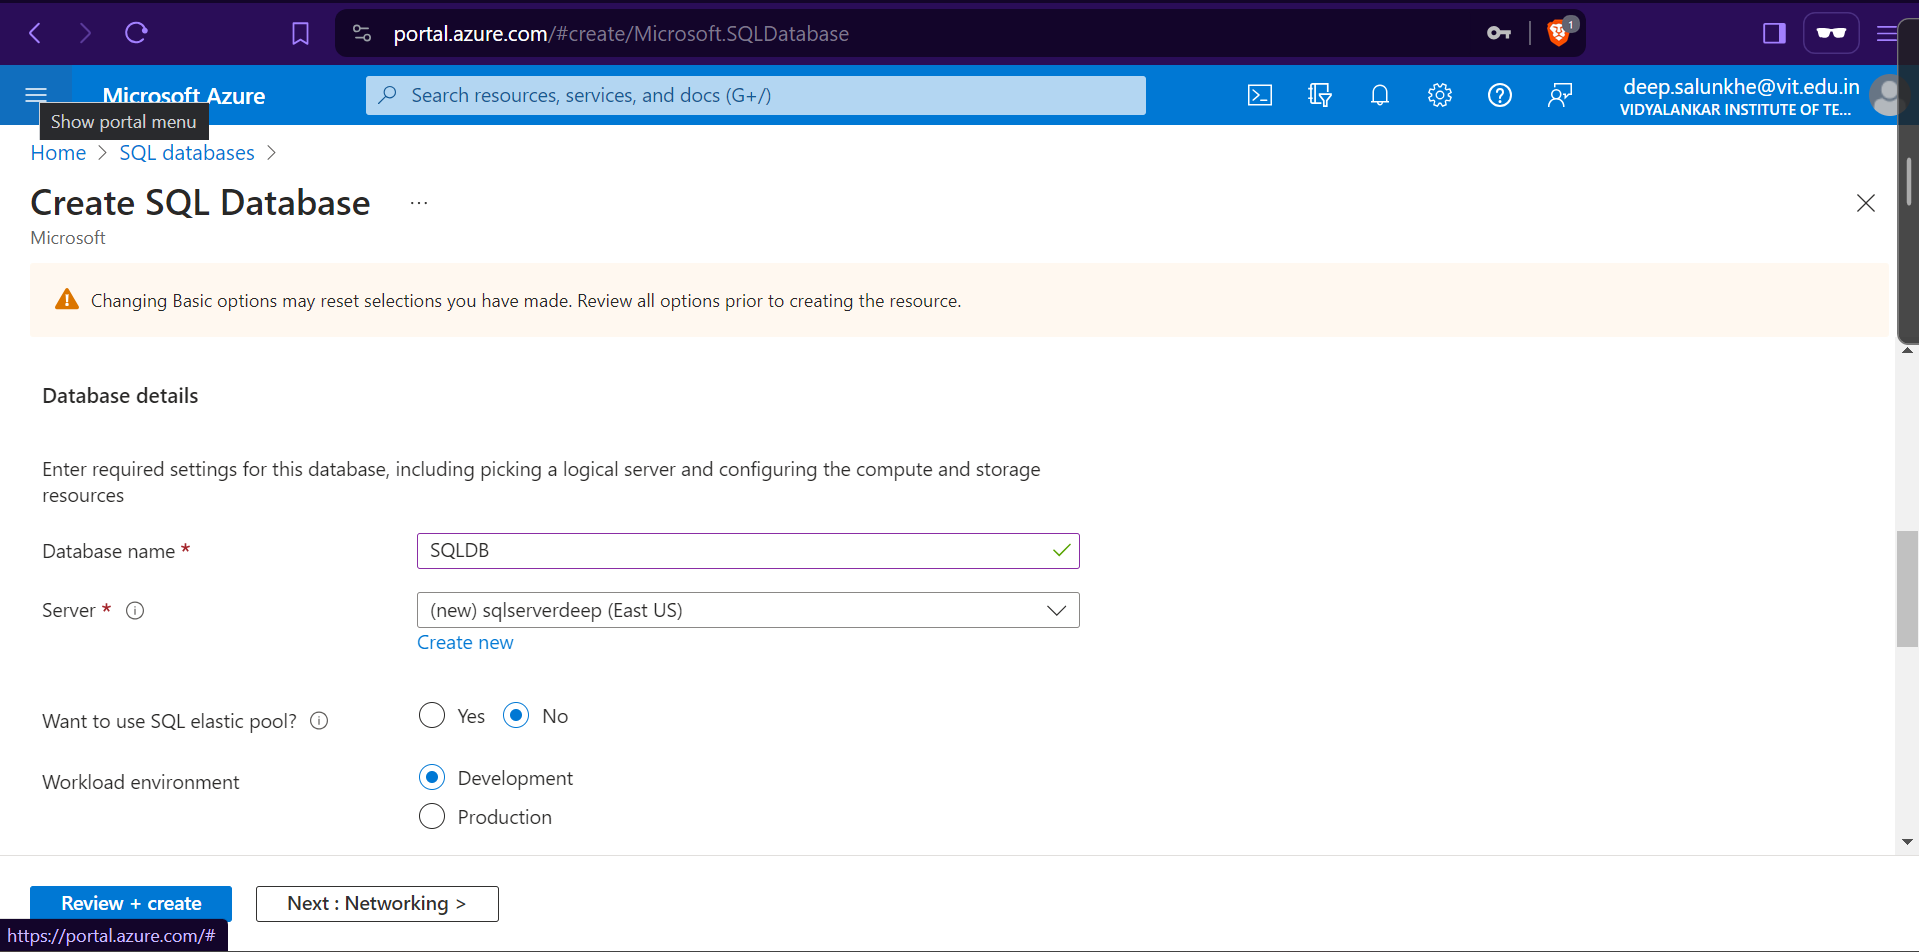 portal.azure.com/#create/Microsoft.SQLDatabase
1
Microsoft Azure
Search resources, services, and docs (G+/)
deep.salunkhe@vit.edu.in
VIDYALANKAR INSTITUTE OF TE...
Show portal menu
Home > SQL databases >
Create SQL Database ...
Microsoft
Changing Basic options may reset selections you have made. Review all options prior to creating the resource.
Database details
Enter required settings for this database, including picking a logical server and configuring the compute and storage
resources
Database name * SQLDB
Server * (new) sqlserverdeep (East US)
Create new
Want to use SQL elastic pool? Yes No
Workload environment Development
Production
Review + create Next : Networking >
https://portal.azure.com/#